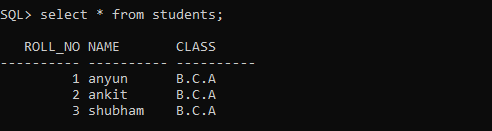 SQL> select * from students;
ROLL_NO NAME CLASS
---------- ---------- ----------
1 anyun B.C.A
2 ankit B.C.A
3 shubham B.C.A